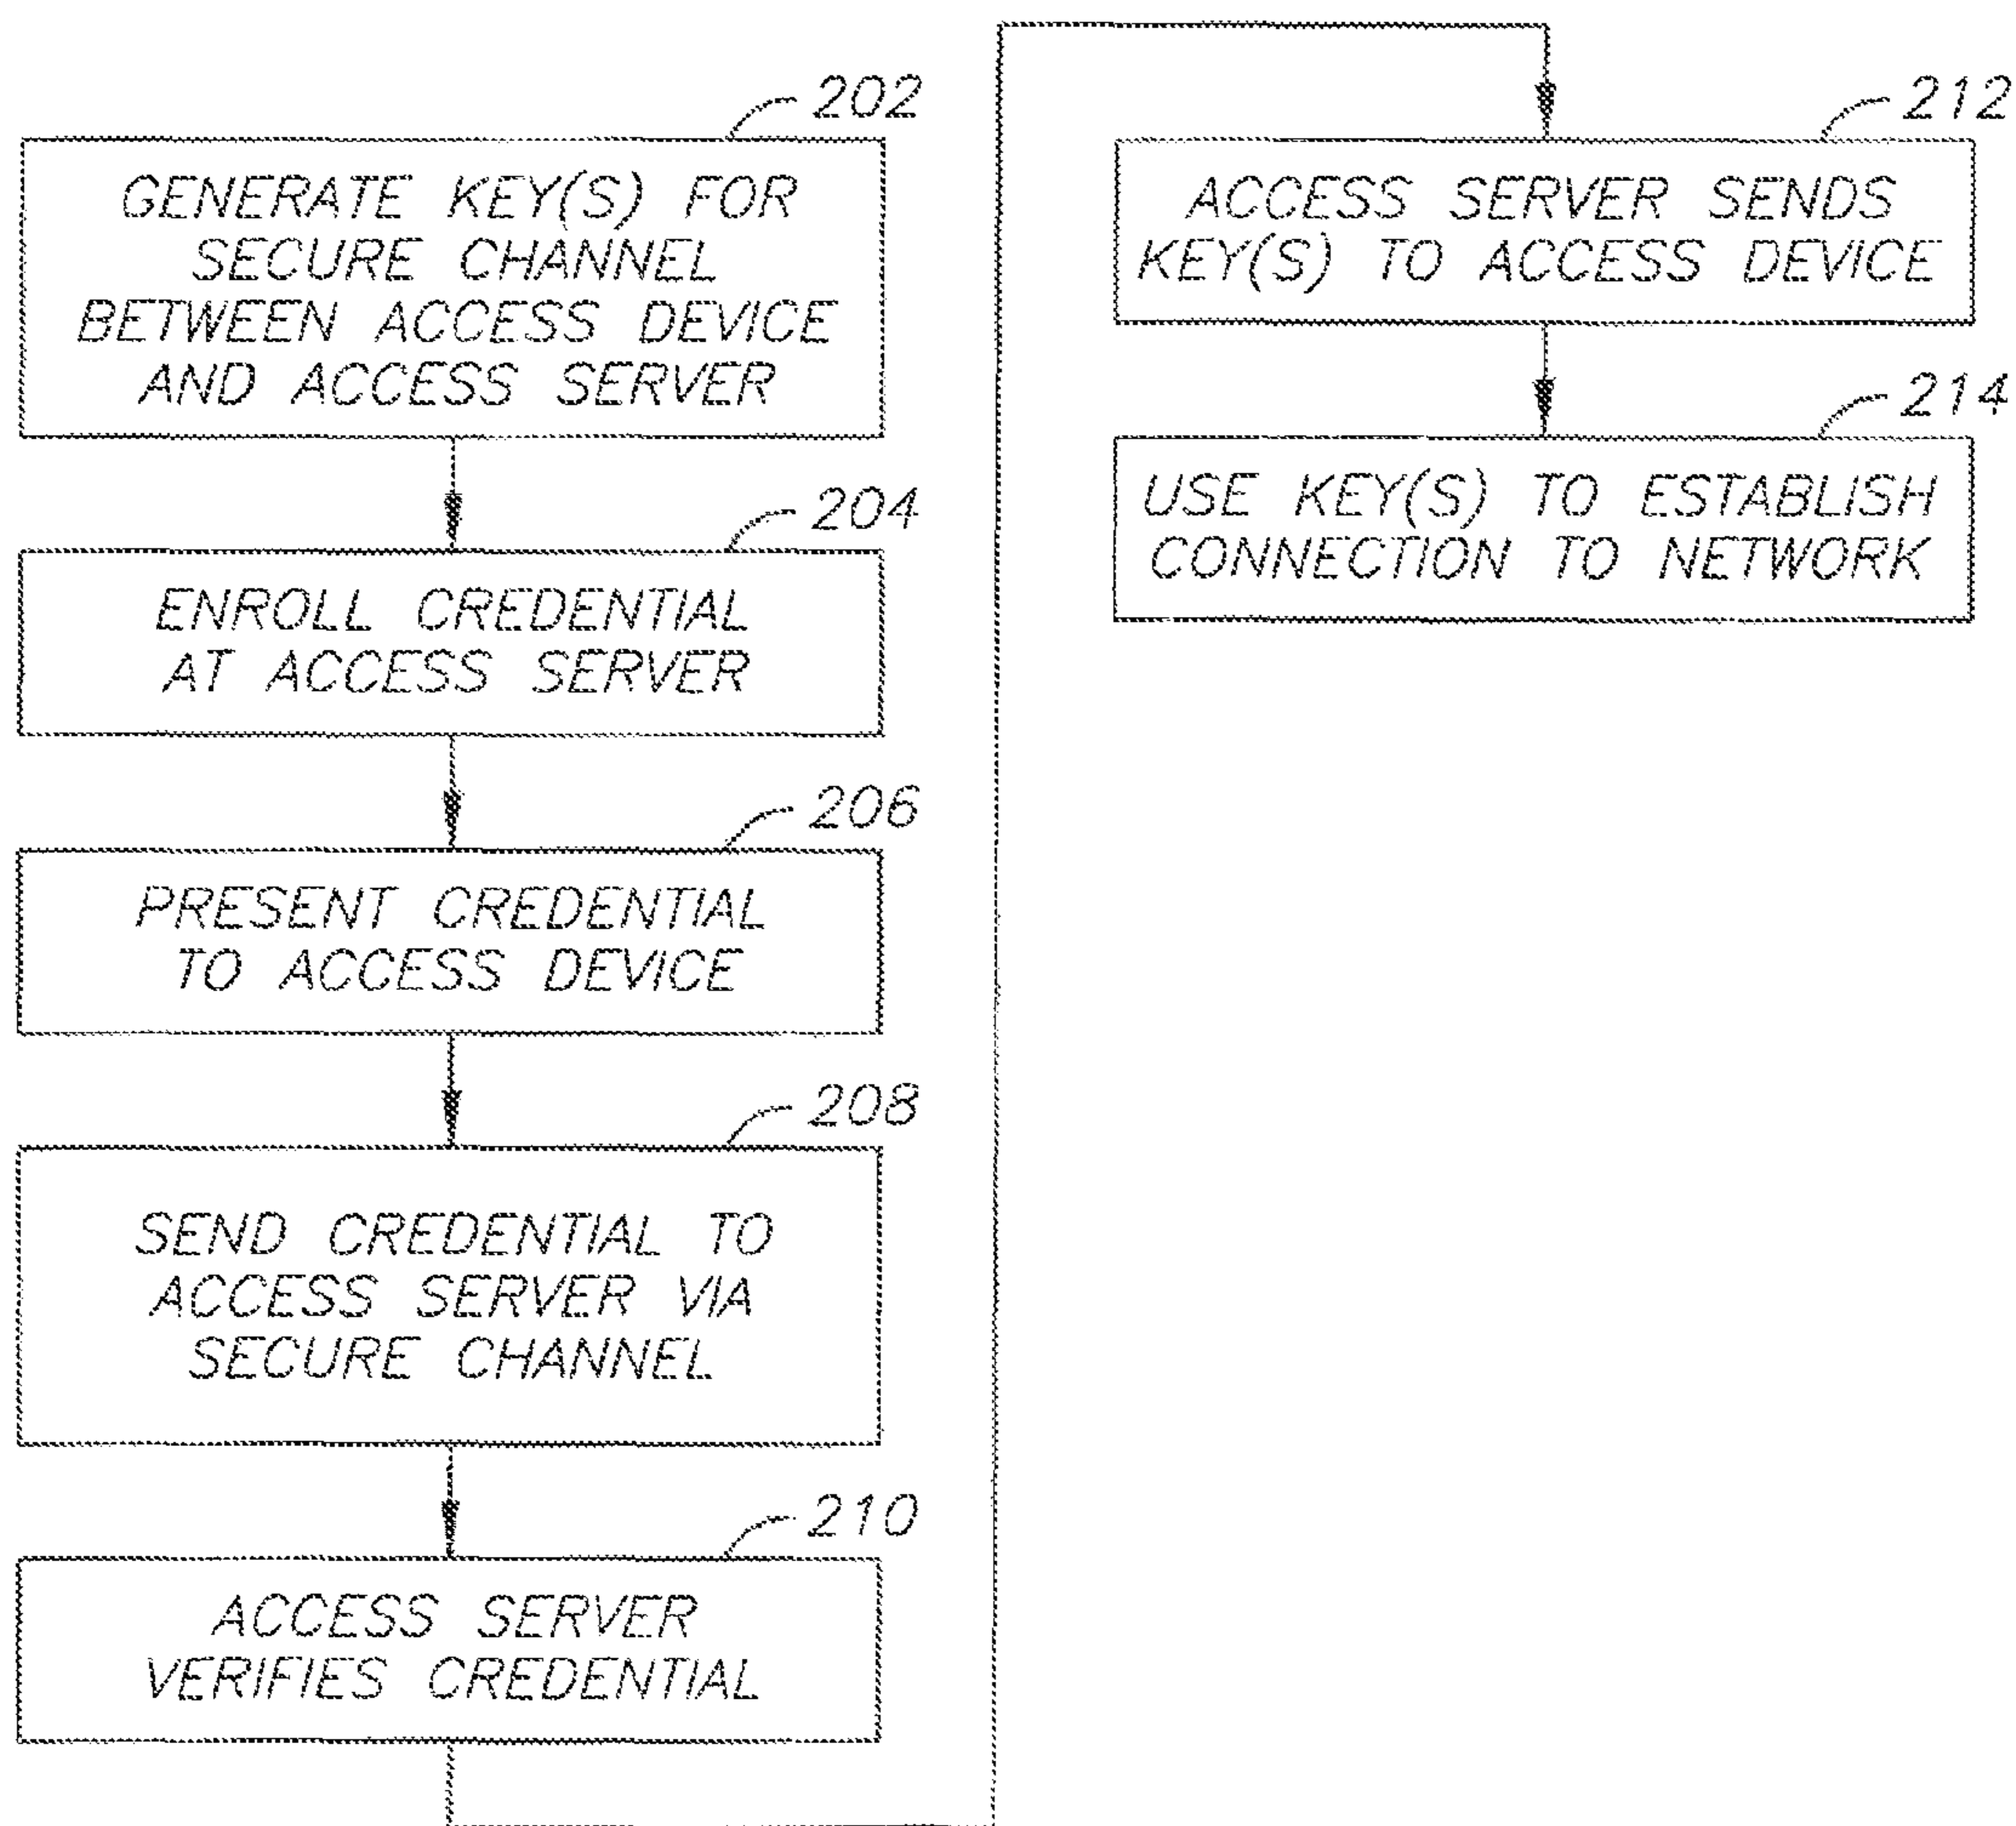 202
GENERATE KEY(S) FOR
SECURE CHANNEL
BETWEEN ACCESS DEVICE
AND ACCESS SERVER
204
ENROLL CREDENTIAL
AT ACCESS SERVER
206
PRESENT CREDENTIAL
TO ACCESS DEVICE
208
SEND CREDENTIAL TO
ACCESS SERVER VIA
SECURE CHANNEL
210
ACCESS SERVER
VERIFIES CREDENTIAL
212
ACCESS SERVER SENDS
KEY(S) TO ACCESS DEVICE
214
USE KEY(S) TO ESTABLISH
CONNECTION TO NETWORK